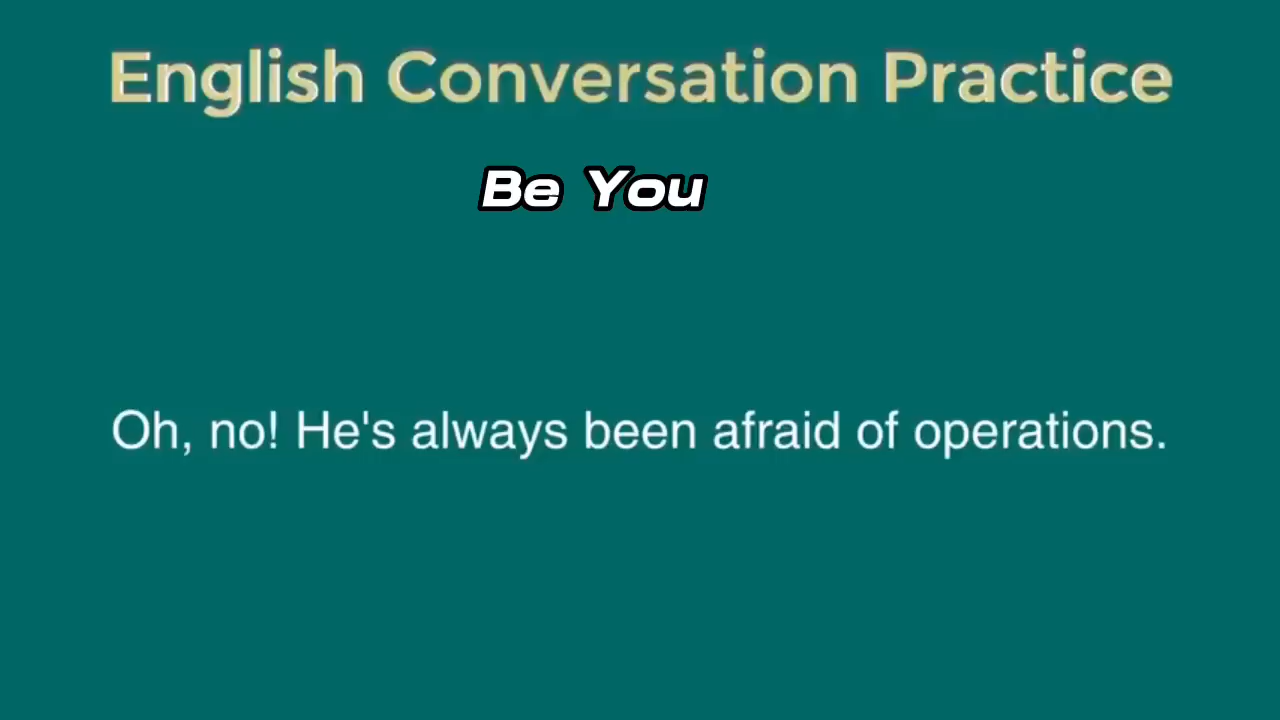 English Conversation Practice
Be You
Oh, no! He's always been afraid of operations.